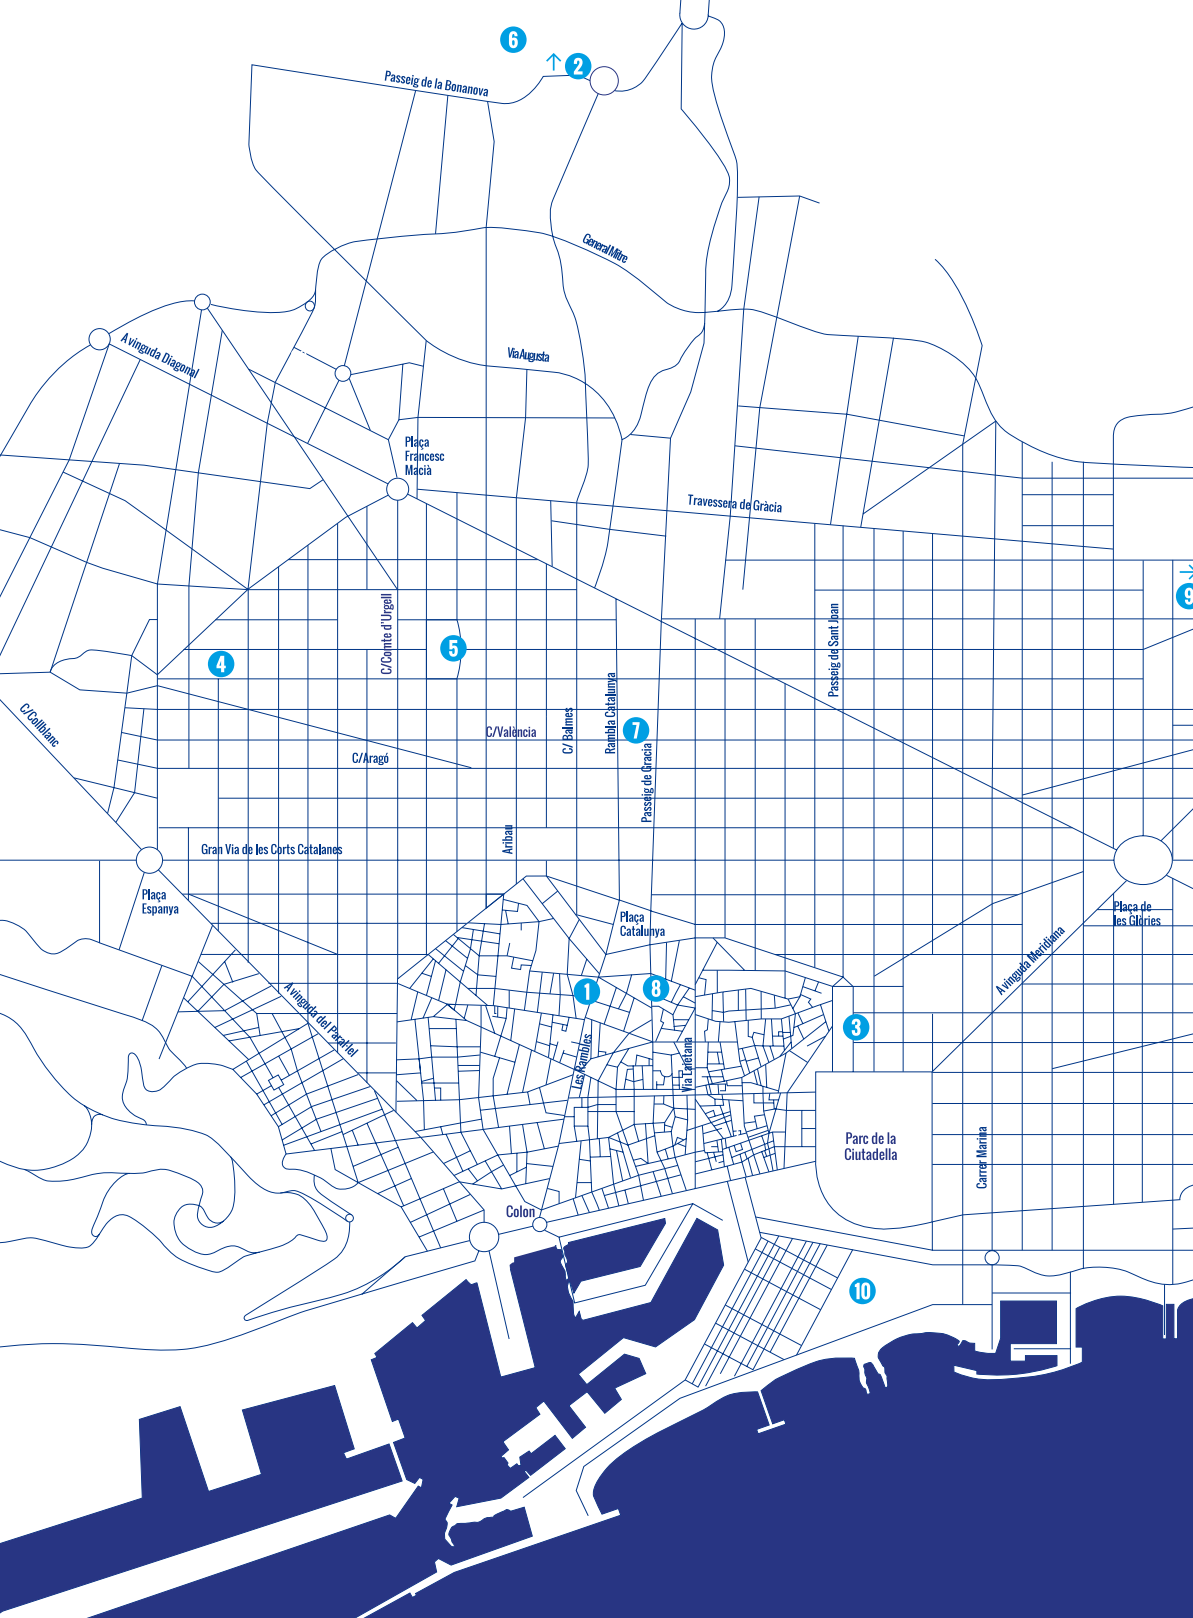 6
↑ 2
Passeig de la Bonanova
General Mitre
Avinguda Diagonal
Via Augusta
Plaça
Francesc
Macià
Travessera de Gràcia
↓
9
C/Comte d'Urgell
Passeig de Sant Joan
5
4
C/Collblanc
Rambla Catalunya
C/ Balmes
7
C/València
C/Aragó
Passeig de Gracia
Aribau
Gran Via de les Corts Catalanes
Plaça
Espanya
Plaça
Catalunya
Plaça de
les Glòries
Avinguda Meridiana
1
8
3
Avinguda del Paral·lel
Les Rambles
Via Laietana
Parc de la
Ciutadella
Carrer Marina
Colon
10